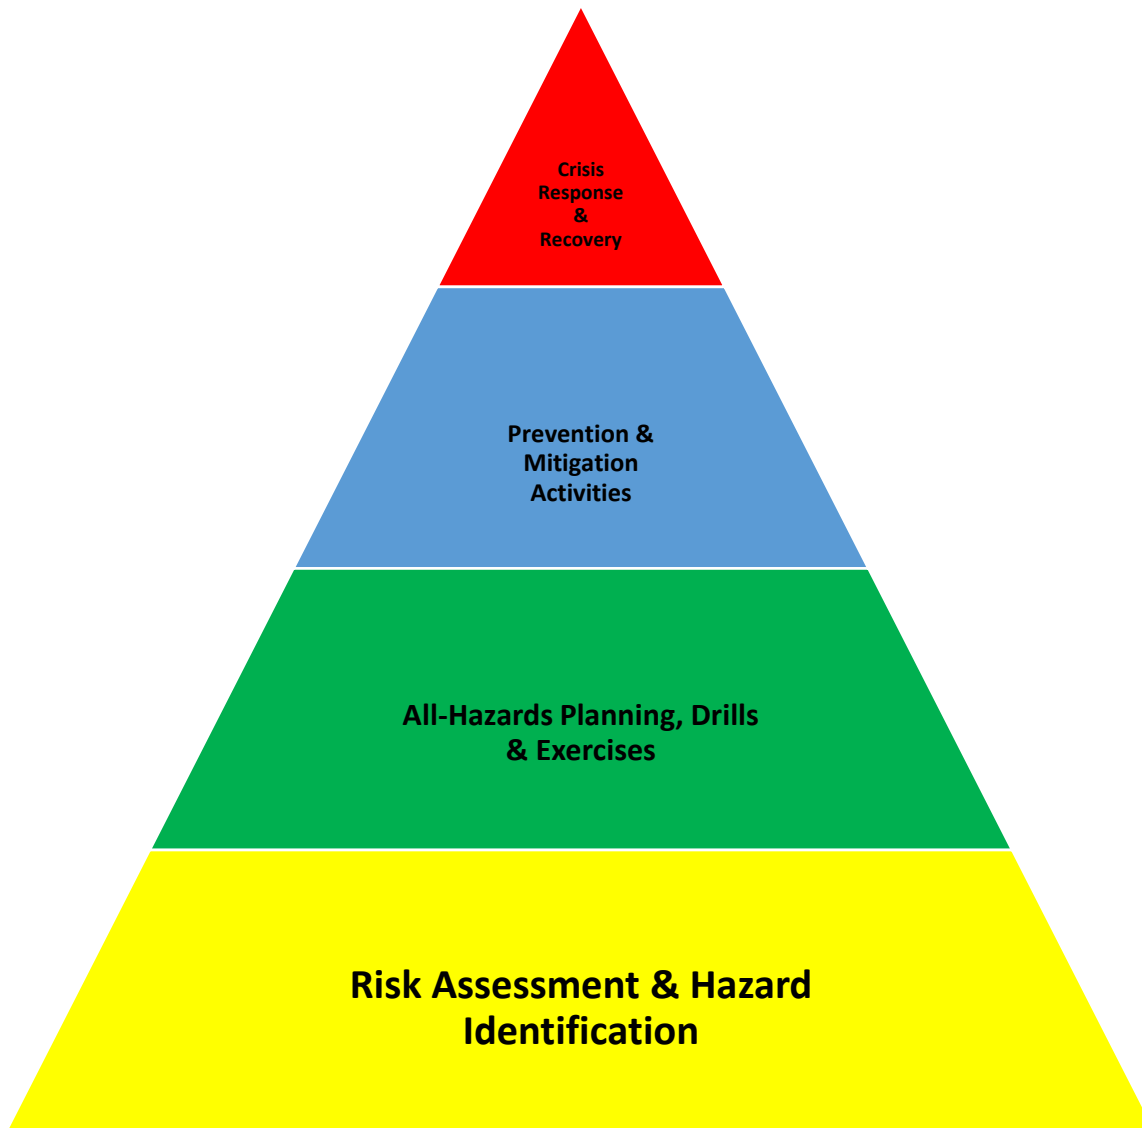 Crisis
Response
&
Recovery
Prevention &
Mitigation
Activities
All-Hazards Planning, Drills
& Exercises
Risk Assessment & Hazard
Identification